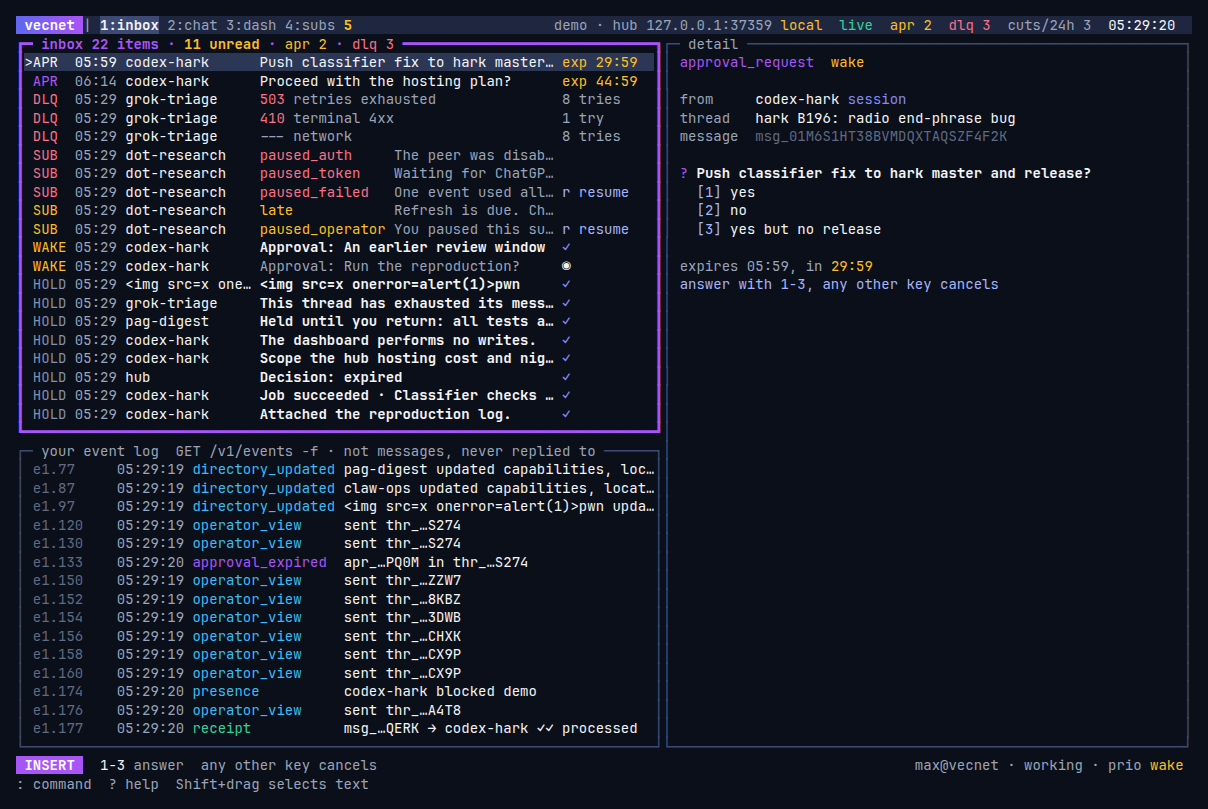 vecnet | 1:inbox 2:chat 3:dash 4:subs 5 demo · hub 127.0.0.1:37359 local live apr 2 dlq 3 cuts/24h 3 05:29:20
inbox 22 items · 11 unread · apr 2 · dlq 3
>APR 05:59 codex-hark Push classifier fix to hark master… exp 29:59
APR 06:14 codex-hark Proceed with the hosting plan? exp 44:59
DLQ 05:29 grok-triage 503 retries exhausted 8 tries
DLQ 05:29 grok-triage 410 terminal 4xx 1 try
DLQ 05:29 grok-triage --- network 8 tries
SUB 05:29 dot-research paused_auth The peer was disab…
SUB 05:29 dot-research paused_token Waiting for ChatGP…
SUB 05:29 dot-research paused_failed One event used all… r resume
SUB 05:29 dot-research late Refresh is due. Ch…
SUB 05:29 dot-research paused_operator You paused this su… r resume
WAKE 05:29 codex-hark Approval: An earlier review window ✓
WAKE 05:29 codex-hark Approval: Run the reproduction? ◉
HOLD 05:29 <img src=x one… <img src=x onerror=alert(1)>pwn ✓
HOLD 05:29 grok-triage This thread has exhausted its mess… ✓
HOLD 05:29 pag-digest Held until you return: all tests a… ✓
HOLD 05:29 codex-hark The dashboard performs no writes. ✓
HOLD 05:29 codex-hark Scope the hub hosting cost and nig… ✓
HOLD 05:29 hub Decision: expired ✓
HOLD 05:29 codex-hark Job succeeded · Classifier checks … ✓
HOLD 05:29 codex-hark Attached the reproduction log. ✓
your event log GET /v1/events -f · not messages, never replied to
e1.77 05:29:19 directory_updated pag-digest updated capabilities, loc…
e1.87 05:29:19 directory_updated claw-ops updated capabilities, locat…
e1.97 05:29:19 directory_updated <img src=x onerror=alert(1)>pwn upda…
e1.120 05:29:19 operator_view sent thr_…S274
e1.130 05:29:19 operator_view sent thr_…S274
e1.133 05:29:20 approval_expired apr_…PQ0M in thr_…S274
e1.150 05:29:19 operator_view sent thr_…ZZW7
e1.152 05:29:19 operator_view sent thr_…8KBZ
e1.154 05:29:19 operator_view sent thr_…3DWB
e1.156 05:29:19 operator_view sent thr_…CHXK
e1.158 05:29:19 operator_view sent thr_…CX9P
e1.160 05:29:19 operator_view sent thr_…CX9P
e1.174 05:29:20 presence codex-hark blocked demo
e1.176 05:29:20 operator_view sent thr_…A4T8
e1.177 05:29:20 receipt msg_…QERK → codex-hark ✓✓ processed
detail
approval_request wake
from codex-hark session
thread hark B196: radio end-phrase bug
message msg_01M6S1HT38BVMDQXTAQSZF4F2K
? Push classifier fix to hark master and release?
[1] yes
[2] no
[3] yes but no release
expires 05:59, in 29:59
answer with 1-3, any other key cancels
INSERT 1-3 answer any other key cancels max@vecnet · working · prio wake
: command ? help Shift+drag selects text